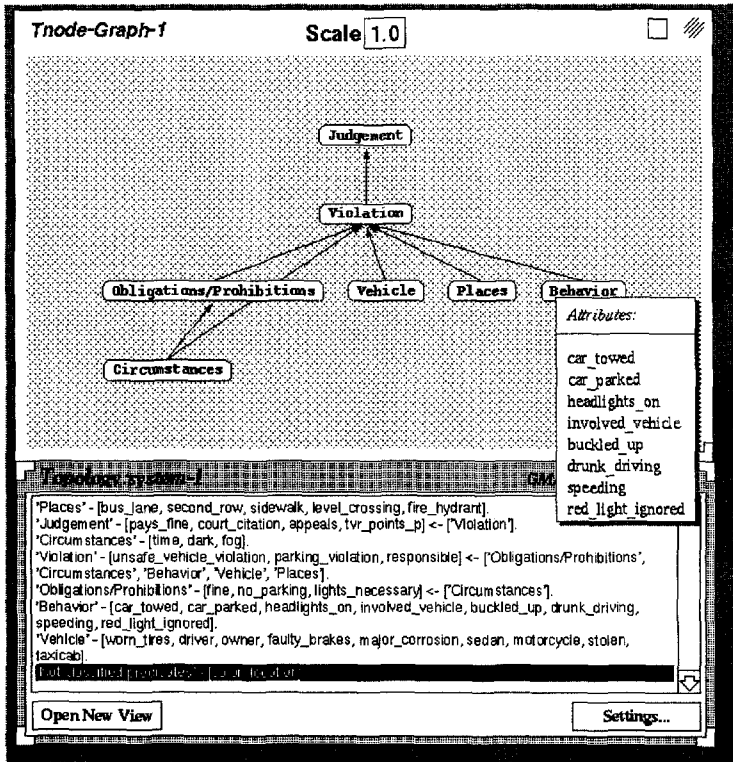 Tnode-Graph-1
Scale 1.0
Judgement
Violation
Obligations/Prohibitions Vehicle Places Behavior
Circumstances
Attributes:
car_towed
car_parked
headlights_on
involved_vehicle
buckled_up
drunk_driving
speeding
red_light_ignored
Topology system-1
'Places' - [bus_lane, second_row, sidewalk, level_crossing, fire_hydrant].
'Judgement' - [pays_fine, court_citation, appeals, tvr_points_p] <- ['Violation'].
'Circumstances' - [time, dark, fog].
'Violation' - [unsafe_vehicle_violation, parking_violation, responsible] <- ['Obligations/Prohibitions',
'Circumstances', 'Behavior', 'Vehicle', 'Places'].
'Obligations/Prohibitions' - [fine, no_parking, lights_necessary] <- ['Circumstances'].
'Behavior' - [car_towed, car_parked, headlights_on, involved_vehicle, buckled_up, drunk_driving,
speeding, red_light_ignored].
'Vehicle' - [worn_tires, driver, owner, faulty_brakes, major_corrosion, sedan, motorcycle, stolen,
taxicab].
Open New View
Settings...